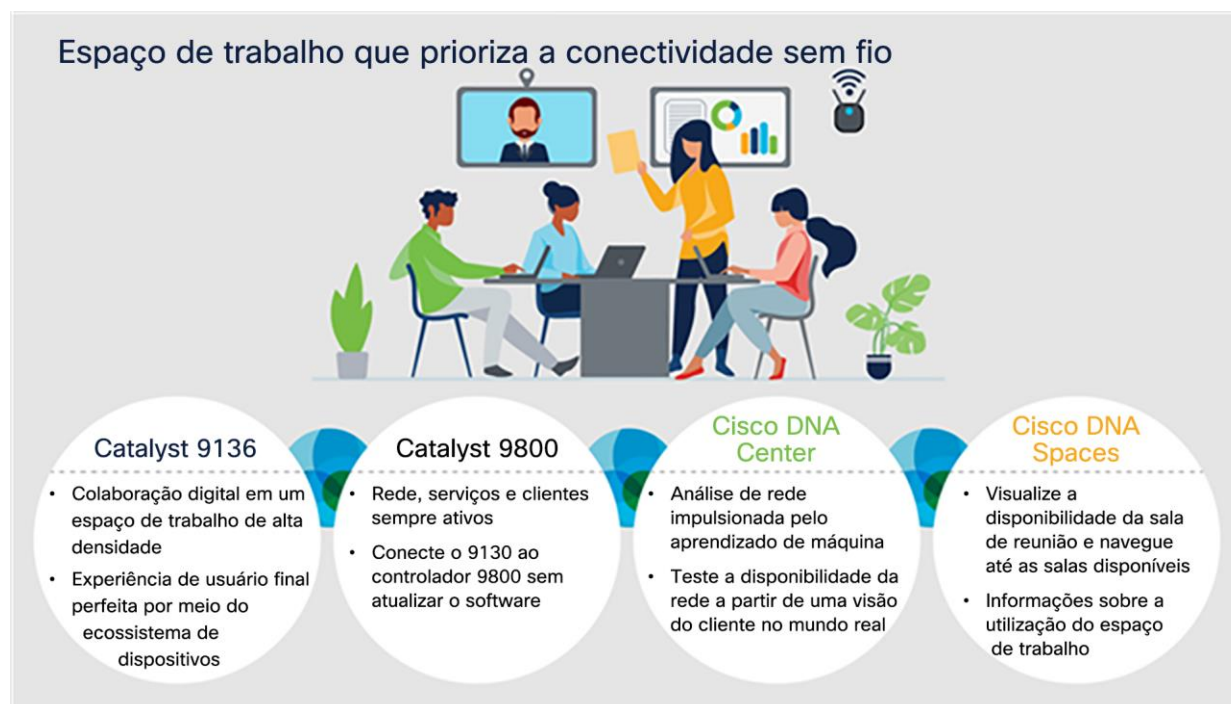 Espaço de trabalho que prioriza a conectividade sem fio
Catalyst 9136
• Colaboração digital em um
espaço de trabalho de alta
densidade
• Experiência de usuário final
perfeita por meio do
ecossistema de
dispositivos
Catalyst 9800
• Rede, serviços e clientes
sempre ativos
• Conecte o 9130 ao
controlador 9800 sem
atualizar o software
Cisco DNA
Center
• Análise de rede
impulsionada pelo
aprendizado de máquina
• Teste a disponibilidade da
rede a partir de uma visão
do cliente no mundo real
Cisco DNA
Spaces
• Visualize a
disponibilidade da sala
de reunião e navegue
até as salas disponíveis
• Informações sobre a
utilização do espaço
de trabalho